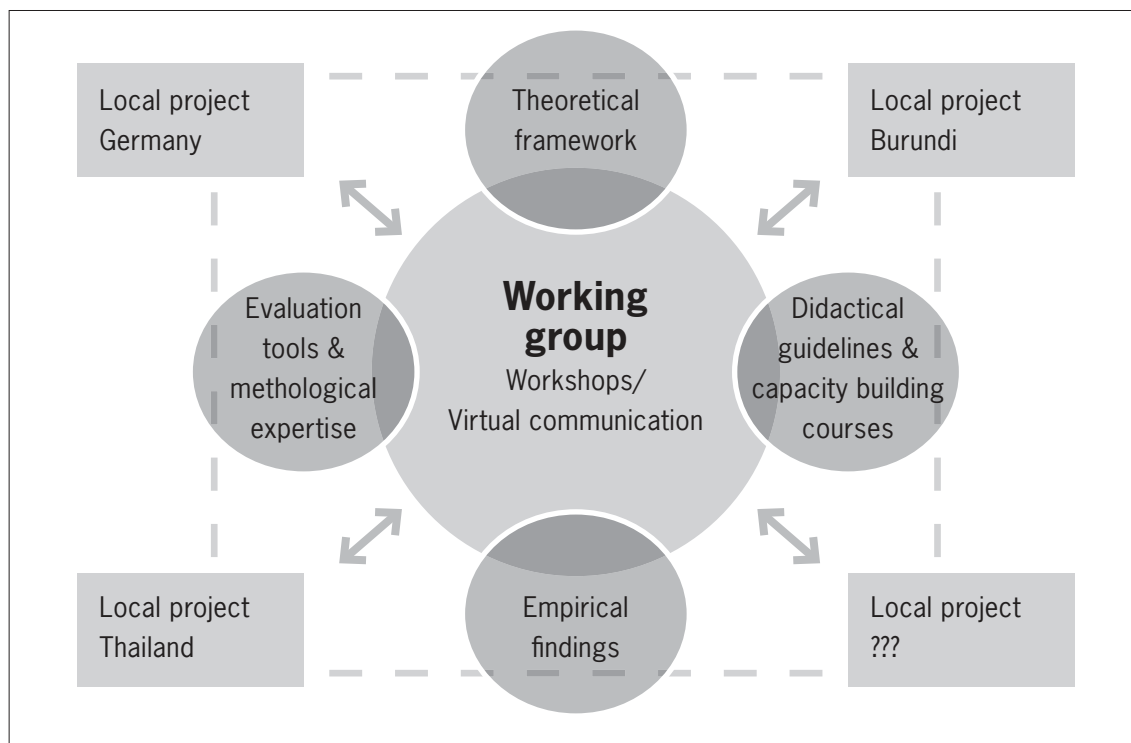 Local project
Germany
Theoretical
framework
Local project
Burundi
Evaluation
tools &
methological
expertise
Working
group
Workshops/
Virtual communication
Didactical
guidelines &
capacity building
courses
Local project
Thailand
Empirical
findings
Local project
???